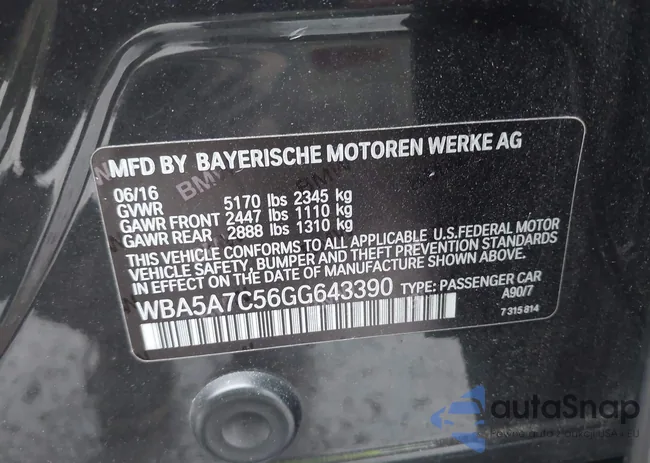 MFD BY BAYERISCHE MOTOREN WERKE AG
06/16
GVWR 5170 lbs 2345 kg
GAWR FRONT 2447 lbs 1110 kg
GAWR REAR 2888 lbs 1310 kg
THIS VEHICLE CONFORMS TO ALL APPLICABLE U.S.FEDERAL MOTOR
VEHICLE SAFETY, BUMPER AND THEFT PREVENTION STANDARDS
IN EFFECT ON THE DATE OF MANUFACTURE SHOWN ABOVE.
WBA5A7C56GG643390 TYPE: PASSENGER CAR
A90/7
7 315 814
autoSnap